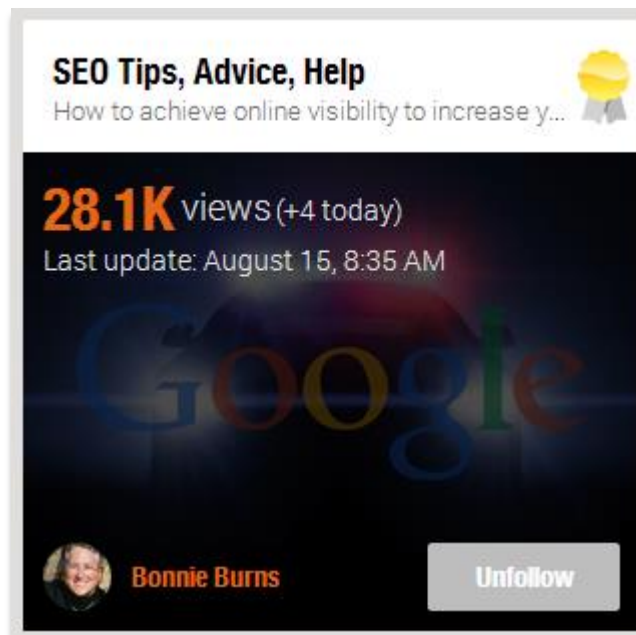 SEO Tips, Advice, Help
How to achieve online visibility to increase y...
28.1K views (+4 today)
Last update: August 15, 8:35 AM
Google
Bonnie Burns
Unfollow